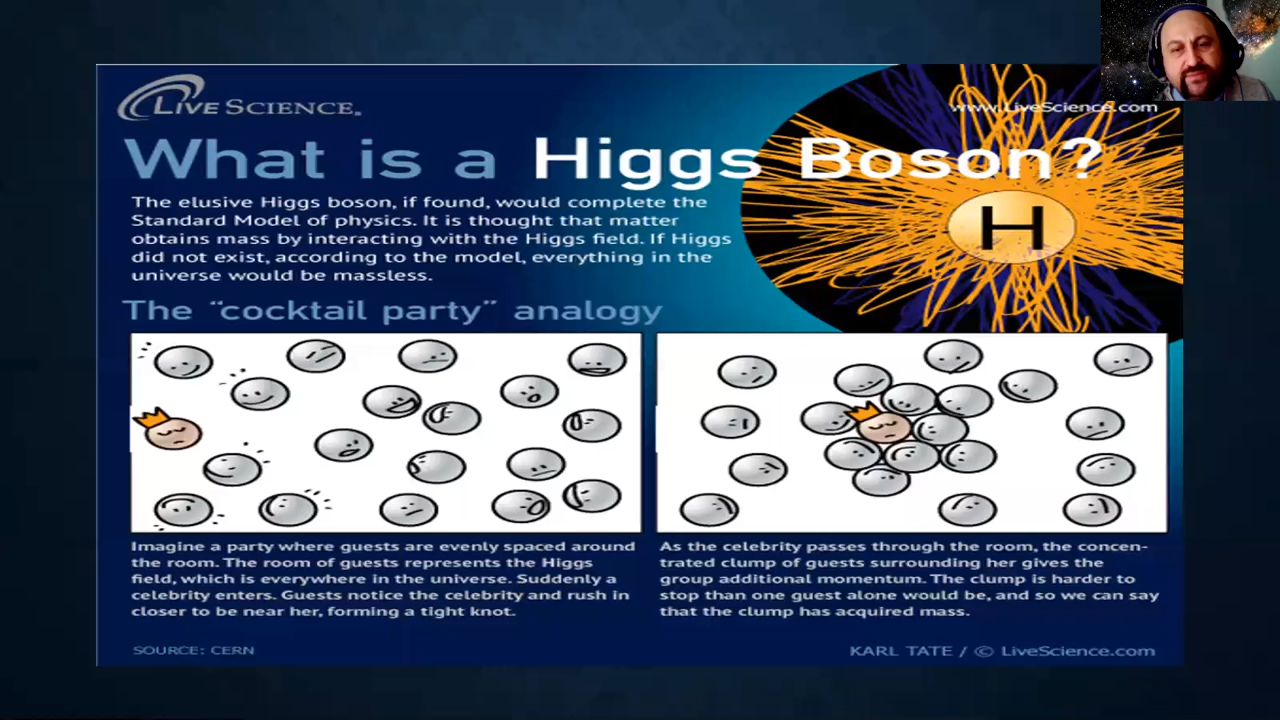 LIVESCIENCE.
www.LiveScience.com
What is a Higgs Boson?
The elusive Higgs boson, if found, would complete the
Standard Model of physics. It is thought that matter
obtains mass by interacting with the Higgs field. If Higgs
did not exist, according to the model, everything in the
universe would be massless.
H
The “cocktail party” analogy
Imagine a party where guests are evenly spaced around
the room. The room of guests represents the Higgs
field, which is everywhere in the universe. Suddenly a
celebrity enters. Guests notice the celebrity and rush in
closer to be near her, forming a tight knot.
As the celebrity passes through the room, the concen-
trated clump of guests surrounding her gives the
group additional momentum. The clump is harder to
stop than one guest alone would be, and so we can say
that the clump has acquired mass.
SOURCE: CERN
KARL TATE / © LiveScience.com